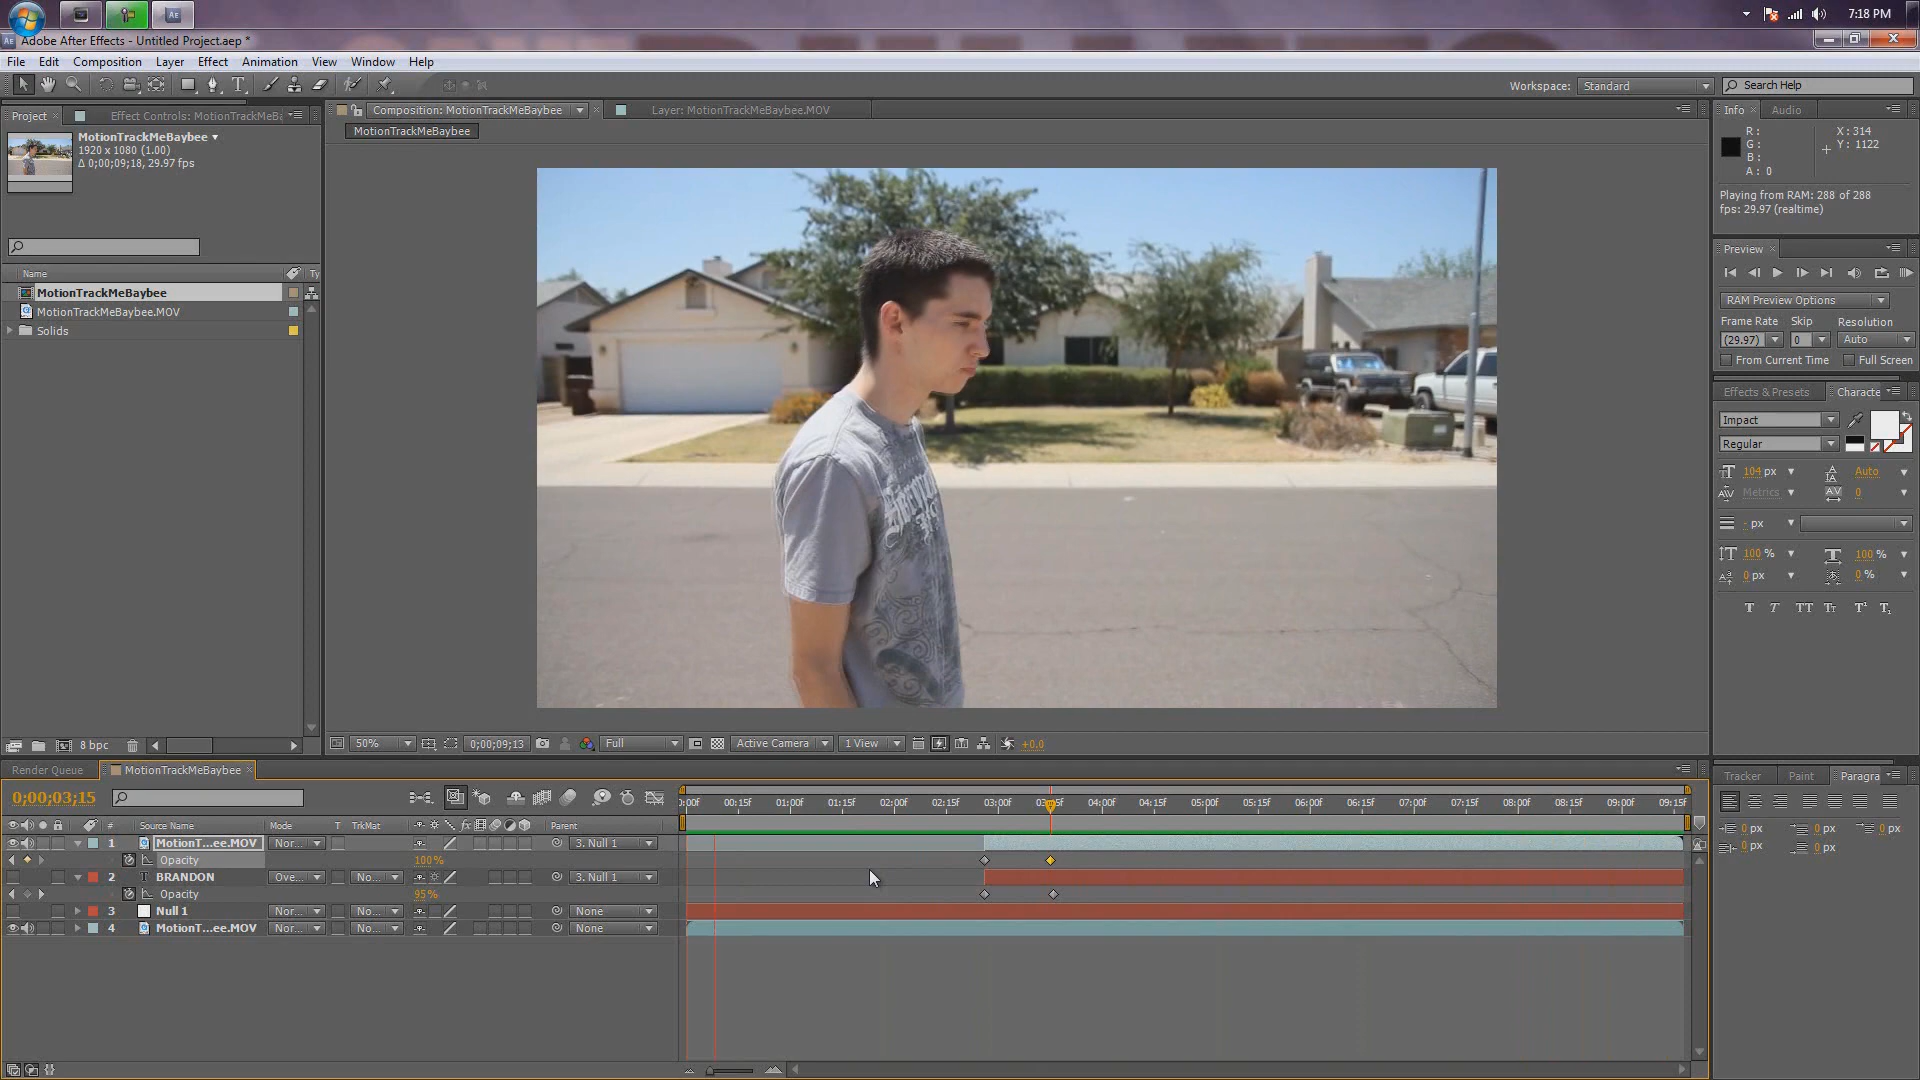 7:18 PM
Adobe After Effects - Untitled Project.aep *
File Edit Composition Layer Effect Animation View Window Help
Workspace: Standard Search Help
Project Effect Controls: MotionTrackMeBa
Composition: MotionTrackMeBaybee Layer: MotionTrackMeBaybee.MOV
MotionTrackMeBaybee
MotionTrackMeBaybee
1920 x 1080 (1.00)
Δ 0;00;09;18, 29.97 fps
Name Ty
MotionTrackMeBaybee
MotionTrackMeBaybee.MOV
Solids
8 bpc
50% 0;00;09;13 Full Active Camera 1 View +0.0
Info Audio
R: X: 314
G: Y: 1122
B:
A: 0
Playing from RAM: 288 of 288
fps: 29.97 (realtime)
Preview
RAM Preview Options
Frame Rate Skip Resolution
(29.97) 0 Auto
From Current Time Full Screen
Effects & Presets Characte
Impact
Regular
104 px Auto
Metrics 0
- px
100 % 100 %
0 px 0 %
T T TT Tt T¹ T₁
Render Queue MotionTrackMeBaybee
0;00;03;15
0:00f 00:15f 01:00f 01:15f 02:00f 02:15f 03:00f 03:15f 04:00f 04:15f 05:00f 05:15f 06:00f 06:15f 07:00f 07:15f 08:00f 08:15f 09:00f 09:15f
# Source Name Mode T TrkMat fx Parent
1 MotionT...ee.MOV Nor... 3. Null 1
Opacity 100%
2 T BRANDON Ove... No... 3. Null 1
Opacity 95%
3 Null 1 Nor... No... None
4 MotionT...ee.MOV Nor... No... None
Tracker Paint Paragra
0 px 0 px 0 px
0 px 0 px